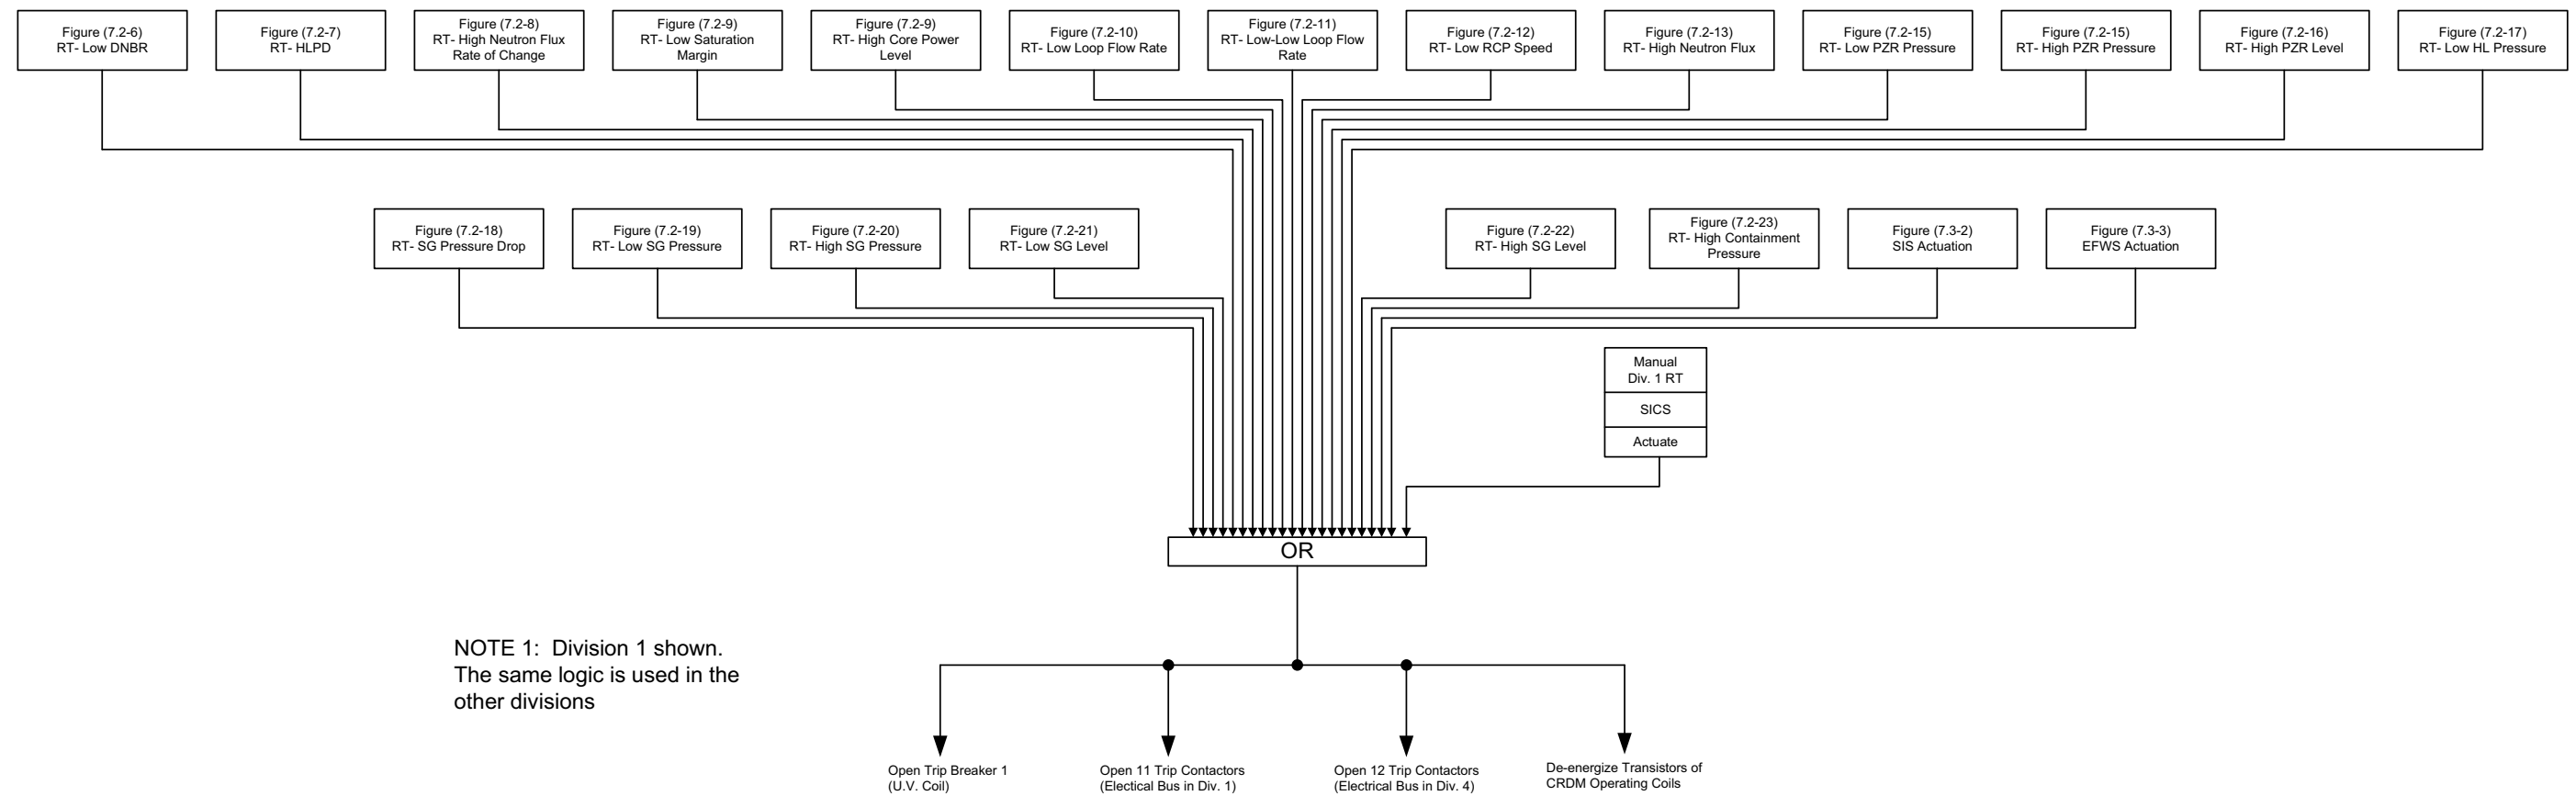 Figure (7.2-6)
RT- Low DNBR
Figure (7.2-7)
RT- HLPD
Figure (7.2-8)
RT- High Neutron Flux
Rate of Change
Figure (7.2-9)
RT- Low Saturation
Margin
Figure (7.2-9)
RT- High Core Power
Level
Figure (7.2-10)
RT- Low Loop Flow Rate
Figure (7.2-11)
RT- Low-Low Loop Flow
Rate
Figure (7.2-12)
RT- Low RCP Speed
Figure (7.2-13)
RT- High Neutron Flux
Figure (7.2-15)
RT- Low PZR Pressure
Figure (7.2-15)
RT- High PZR Pressure
Figure (7.2-16)
RT- High PZR Level
Figure (7.2-17)
RT- Low HL Pressure
Figure (7.2-18)
RT- SG Pressure Drop
Figure (7.2-19)
RT- Low SG Pressure
Figure (7.2-20)
RT- High SG Pressure
Figure (7.2-21)
RT- Low SG Level
Figure (7.2-22)
RT- High SG Level
Figure (7.2-23)
RT- High Containment
Pressure
Figure (7.3-2)
SIS Actuation
Figure (7.3-3)
EFWS Actuation
Manual
Div. 1 RT
SICS
Actuate
OR
NOTE 1:  Division 1 shown.
The same logic is used in the
other divisions
Open Trip Breaker 1
(U.V. Coil)
Open 11 Trip Contactors
(Electical Bus in Div. 1)
Open 12 Trip Contactors
(Electrical Bus in Div. 4)
De-energize Transistors of
CRDM Operating Coils